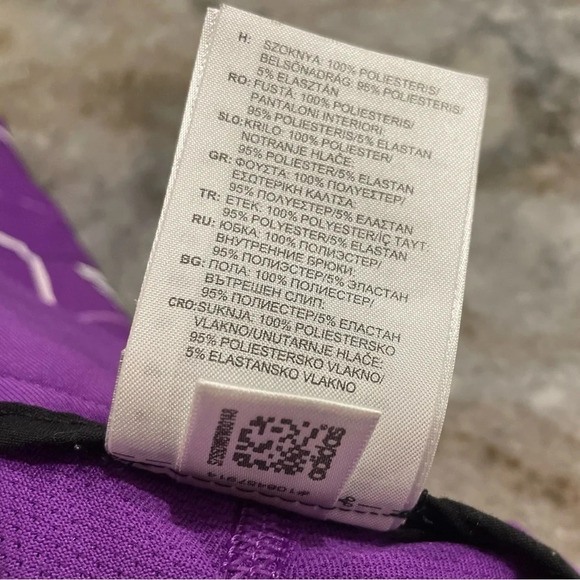 H: SZOKNYA: 100% POLIESTER/S/
BELSŐNADRÁG: 95% POLIESTERIS/
5% ELASZTÁN
RO: FUSTĂ: 100% POLIESTERIS/
PANTALONI INTERIORI:
95% POLIESTERIS/5% ELASTAN
SLO: KRILO: 100% POLIESTER/
NOTRANJE HLAČE:
95% POLIESTER/5% ELASTAN
GR: ΦΟΥΣΤΑ: 100% ΠΟΛΥΕΣΤΕΡ/
ΕΣΩΤΕΡΙΚΗ ΚΑΛΤΣΑ:
95% ΠΟΛΥΕΣΤΕΡ/5% ΕΛΑΣΤΑΝ
TR: ETEK: 100% POLYESTER/İÇ TAYT:
95% POLYESTER/5% ELASTAN
RU: ЮБКА: 100% ПОЛИЭСТЕР/
ВНУТРЕННИЕ БРЮКИ:
95% ПОЛИЭСТЕР/5% ЭЛАСТАН
BG: ПОЛА: 100% ПОЛИЕСТЕР/
ВЪТРЕШЕН СЛИП:
95% ПОЛИЕСТЕР/5% ЕЛАСТАН
CRO: SUKNJA: 100% POLIESTERSKO
VLAKNO/UNUTARNJE HLAČE:
95% POLIESTERSKO VLAKNO/
5% ELASTANSKO VLAKNO
adidas